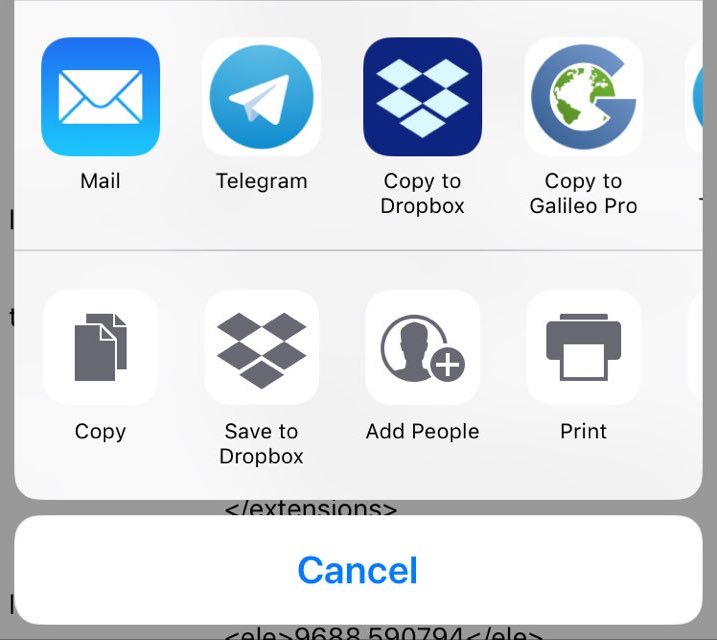 Mail
Telegram
Copy to
Dropbox
Copy to
Galileo Pro
Copy
Save to
Dropbox
Add People
Print
</extensions>
Cancel
<ele>9688.590794</ele>